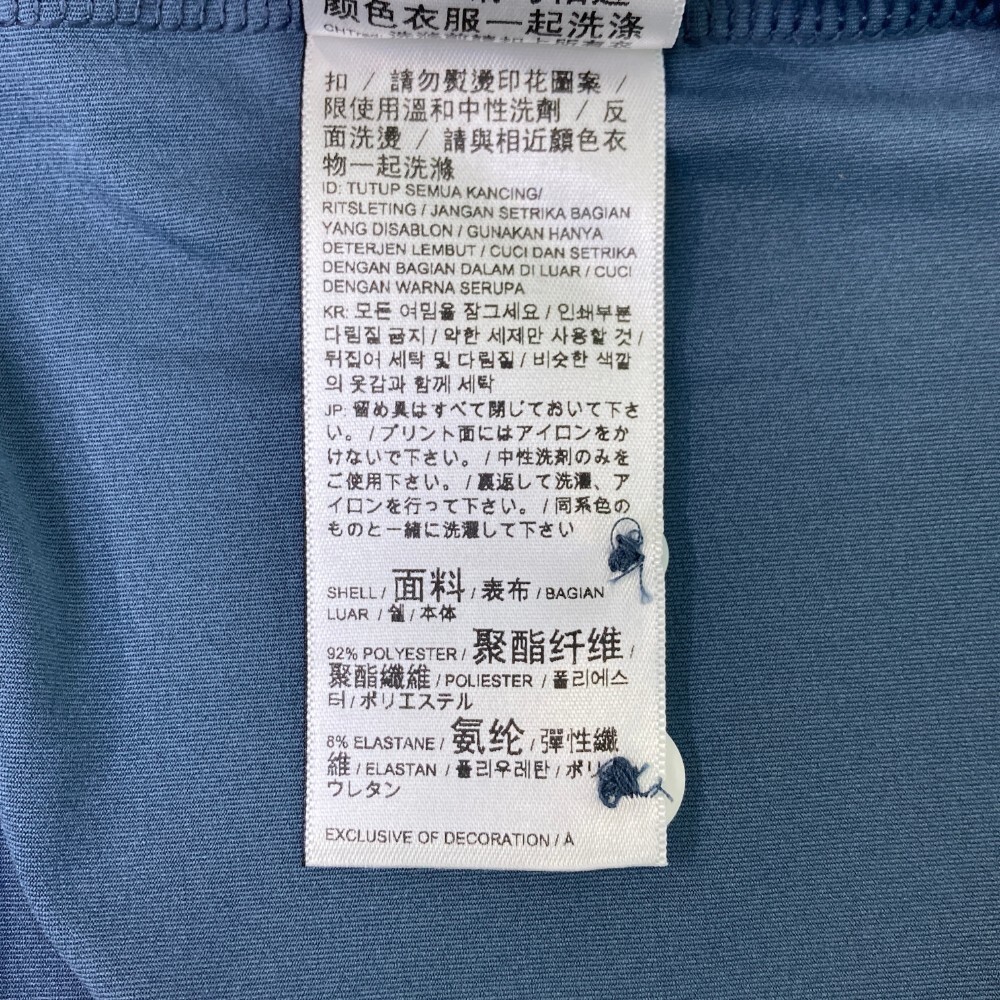 颜色衣服一起洗涤
扣 / 請勿熨燙印花圖案 /
限使用溫和中性洗劑 / 反
面洗燙 / 請與相近顏色衣
物一起洗滌
ID: TUTUP SEMUA KANCING/
RITSLETING / JANGAN SETRIKA BAGIAN
YANG DISABLON / GUNAKAN HANYA
DETERJEN LEMBUT / CUCI DAN SETRIKA
DENGAN BAGIAN DALAM DI LUAR / CUCI
DENGAN WARNA SERUPA
KR: 모든 여밈을 잠그세요 / 인쇄부분
다림질 금지 / 약한 세제만 사용할 것 /
뒤집어 세탁 및 다림질 / 비슷한 색깔
의 옷감과 함께 세탁
JP: 留め具はすべて閉じておいて下さ
い。 / プリント面にはアイロンをか
けないで下さい。 / 中性洗剤のみを
ご使用下さい。 / 裏返して洗濯、ア
イロンを行って下さい。 / 同系色の
ものと一緒に洗濯して下さい
SHELL / 面料 / 表布 / BAGIAN
LUAR / 쉘 / 本体
92% POLYESTER / 聚酯纤维 /
聚酯纖維 / POLIESTER / 폴리에스
터 / ポリエステル
8% ELASTANE / 氨纶 / 彈性纖
維 / ELASTAN / 폴리우레탄 / ポリ
ウレタン
EXCLUSIVE OF DECORATION / A